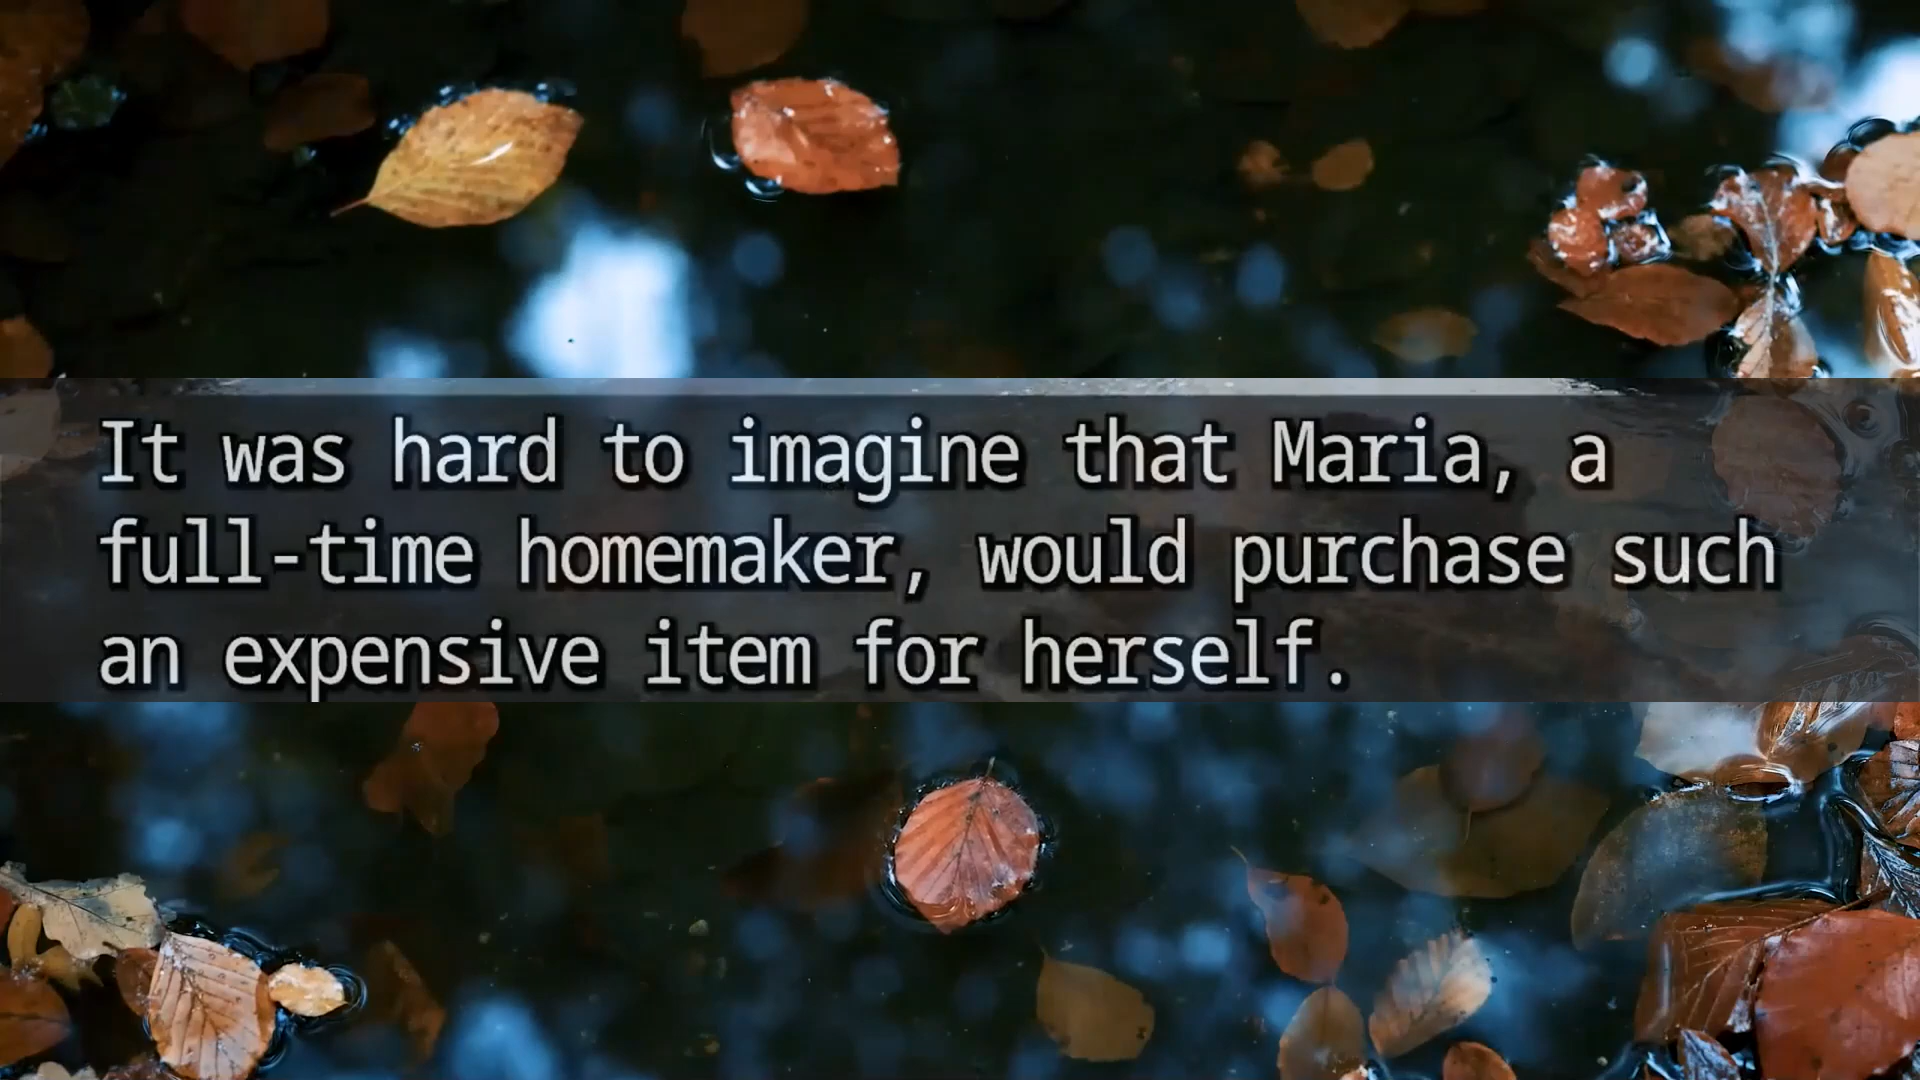 It was hard to imagine that Maria, a
full-time homemaker, would purchase such
an expensive item for herself.